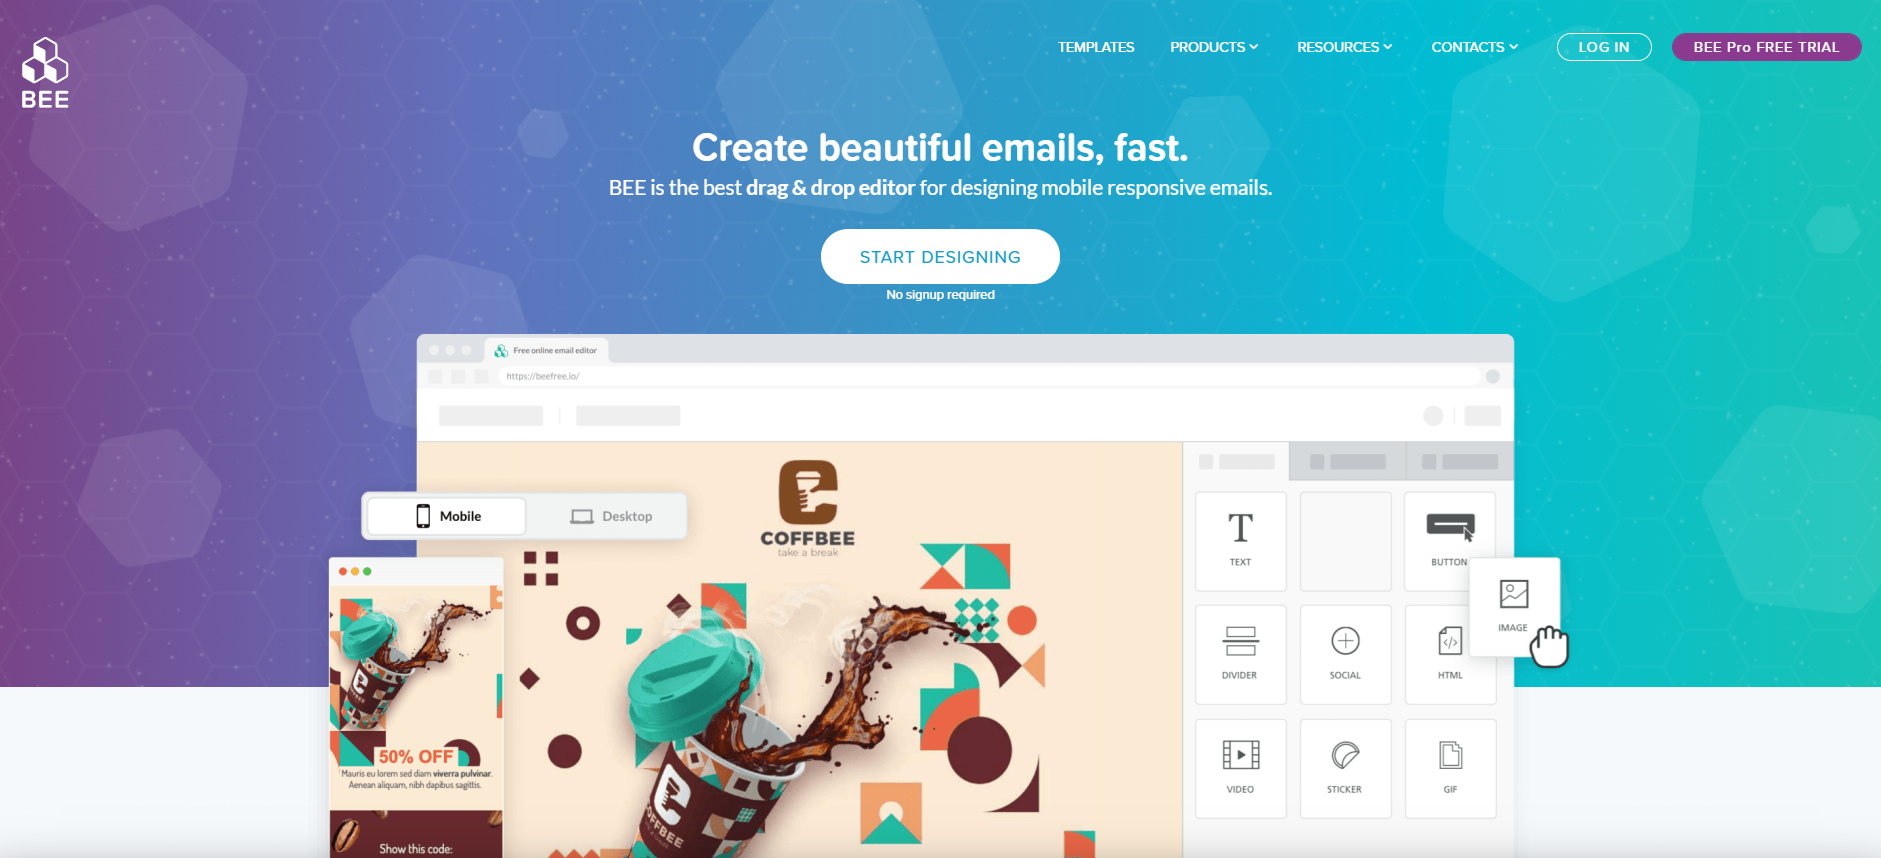 BEE
TEMPLATES
PRODUCTS
RESOURCES
CONTACTS
LOG IN
BEE Pro FREE TRIAL
Create beautiful emails, fast.
BEE is the best drag & drop editor for designing mobile responsive emails.
START DESIGNING
No signup required
Free online email editor
https://beefree.io/
Mobile
Desktop
COFFBEE
take a break
TEXT
BUTTON
IMAGE
DIVIDER
SOCIAL
HTML
VIDEO
STICKER
GIF
50% OFF
Mauris eu lorem sed diam viverra pulvinar.
Aenean aliquam, nibh dapibus sagittis.
Show this code:
COFFBEE